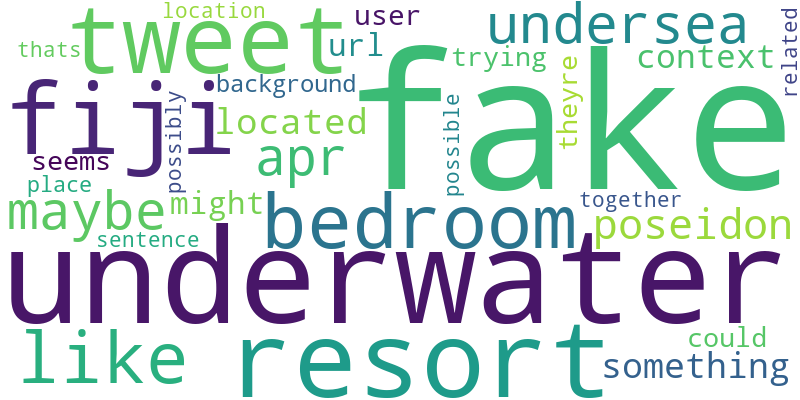 location
user
undersea
related
tweet
thats
url
trying
context
fake
fiji
background
theyre
possibly
located
possible
apr
seems
place
maybe
might
bedroom
together
poseidon
sentence
underwater
like
resort
could
something